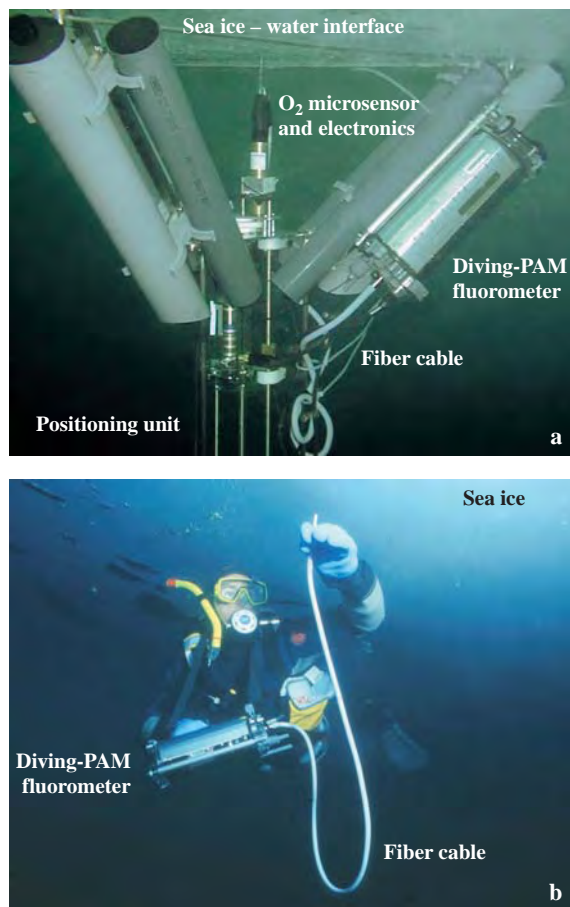 Sea ice – water interface
O₂ microsensor
and electronics
Diving-PAM
fluorometer
Fiber cable
Positioning unit
a
Sea ice
Diving-PAM
fluorometer
Fiber cable
b